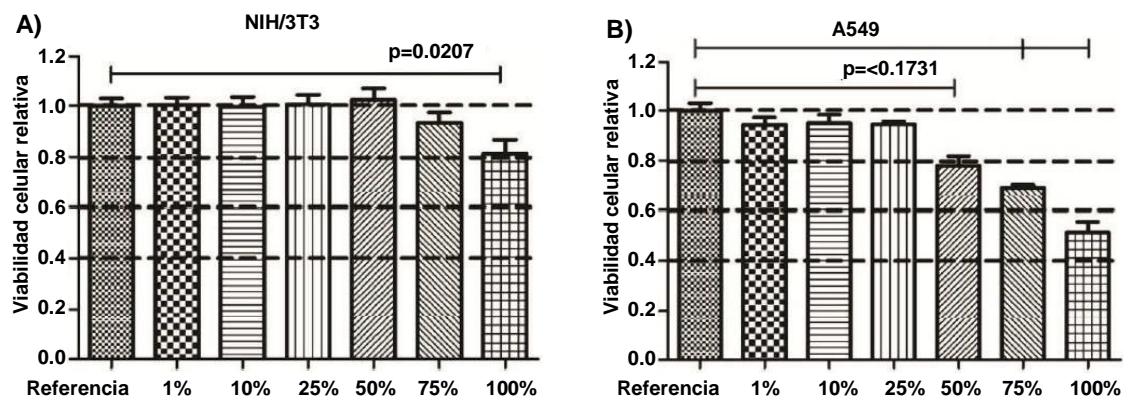 A)
NIH/3T3
p=0.0207
Viabilidad celular relativa
1.2
1.0
0.8
0.6
0.4
0.2
0.0
Referencia 1% 10% 25% 50% 75% 100%
B)
A549
p=<0.1731
Viabilidad celular relativa
1.2
1.0
0.8
0.6
0.4
0.2
0.0
Referencia 1% 10% 25% 50% 75% 100%